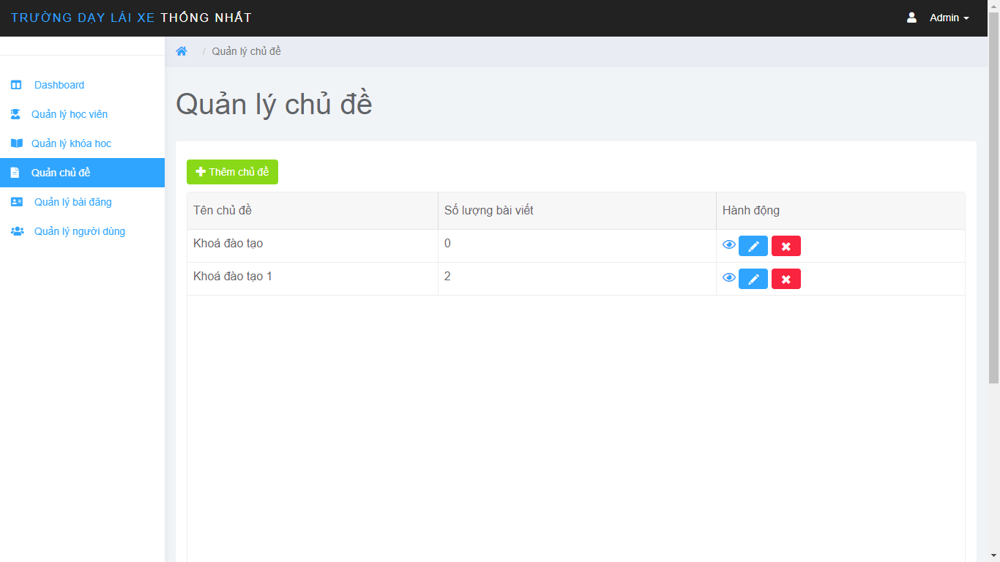 TRƯỜNG DẠY LÁI XE THỐNG NHẤT
Admin
/ Quản lý chủ đề
Dashboard
Quản lý học viên
Quản lý khóa học
Quản chủ đề
Quản lý bài đăng
Quản lý người dùng
Quản lý chủ đề
Thêm chủ đề
Tên chủ đề Số lượng bài viết Hành động
Khoá đào tạo 0
Khoá đào tạo 1 2